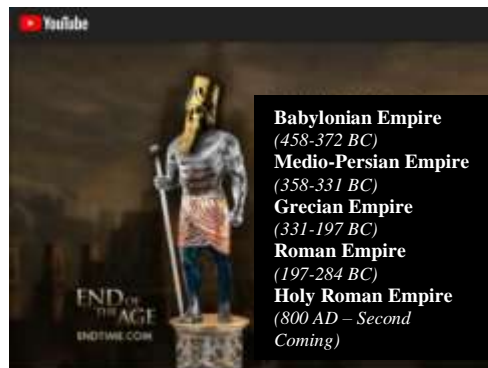 YouTube
Babylonian Empire
(458-372 BC)
Medio-Persian Empire
(358-331 BC)
Grecian Empire
(331-197 BC)
Roman Empire
(197-284 BC)
Holy Roman Empire
(800 AD – Second
Coming)
END OF
THE AGE
ENDTIME.COM